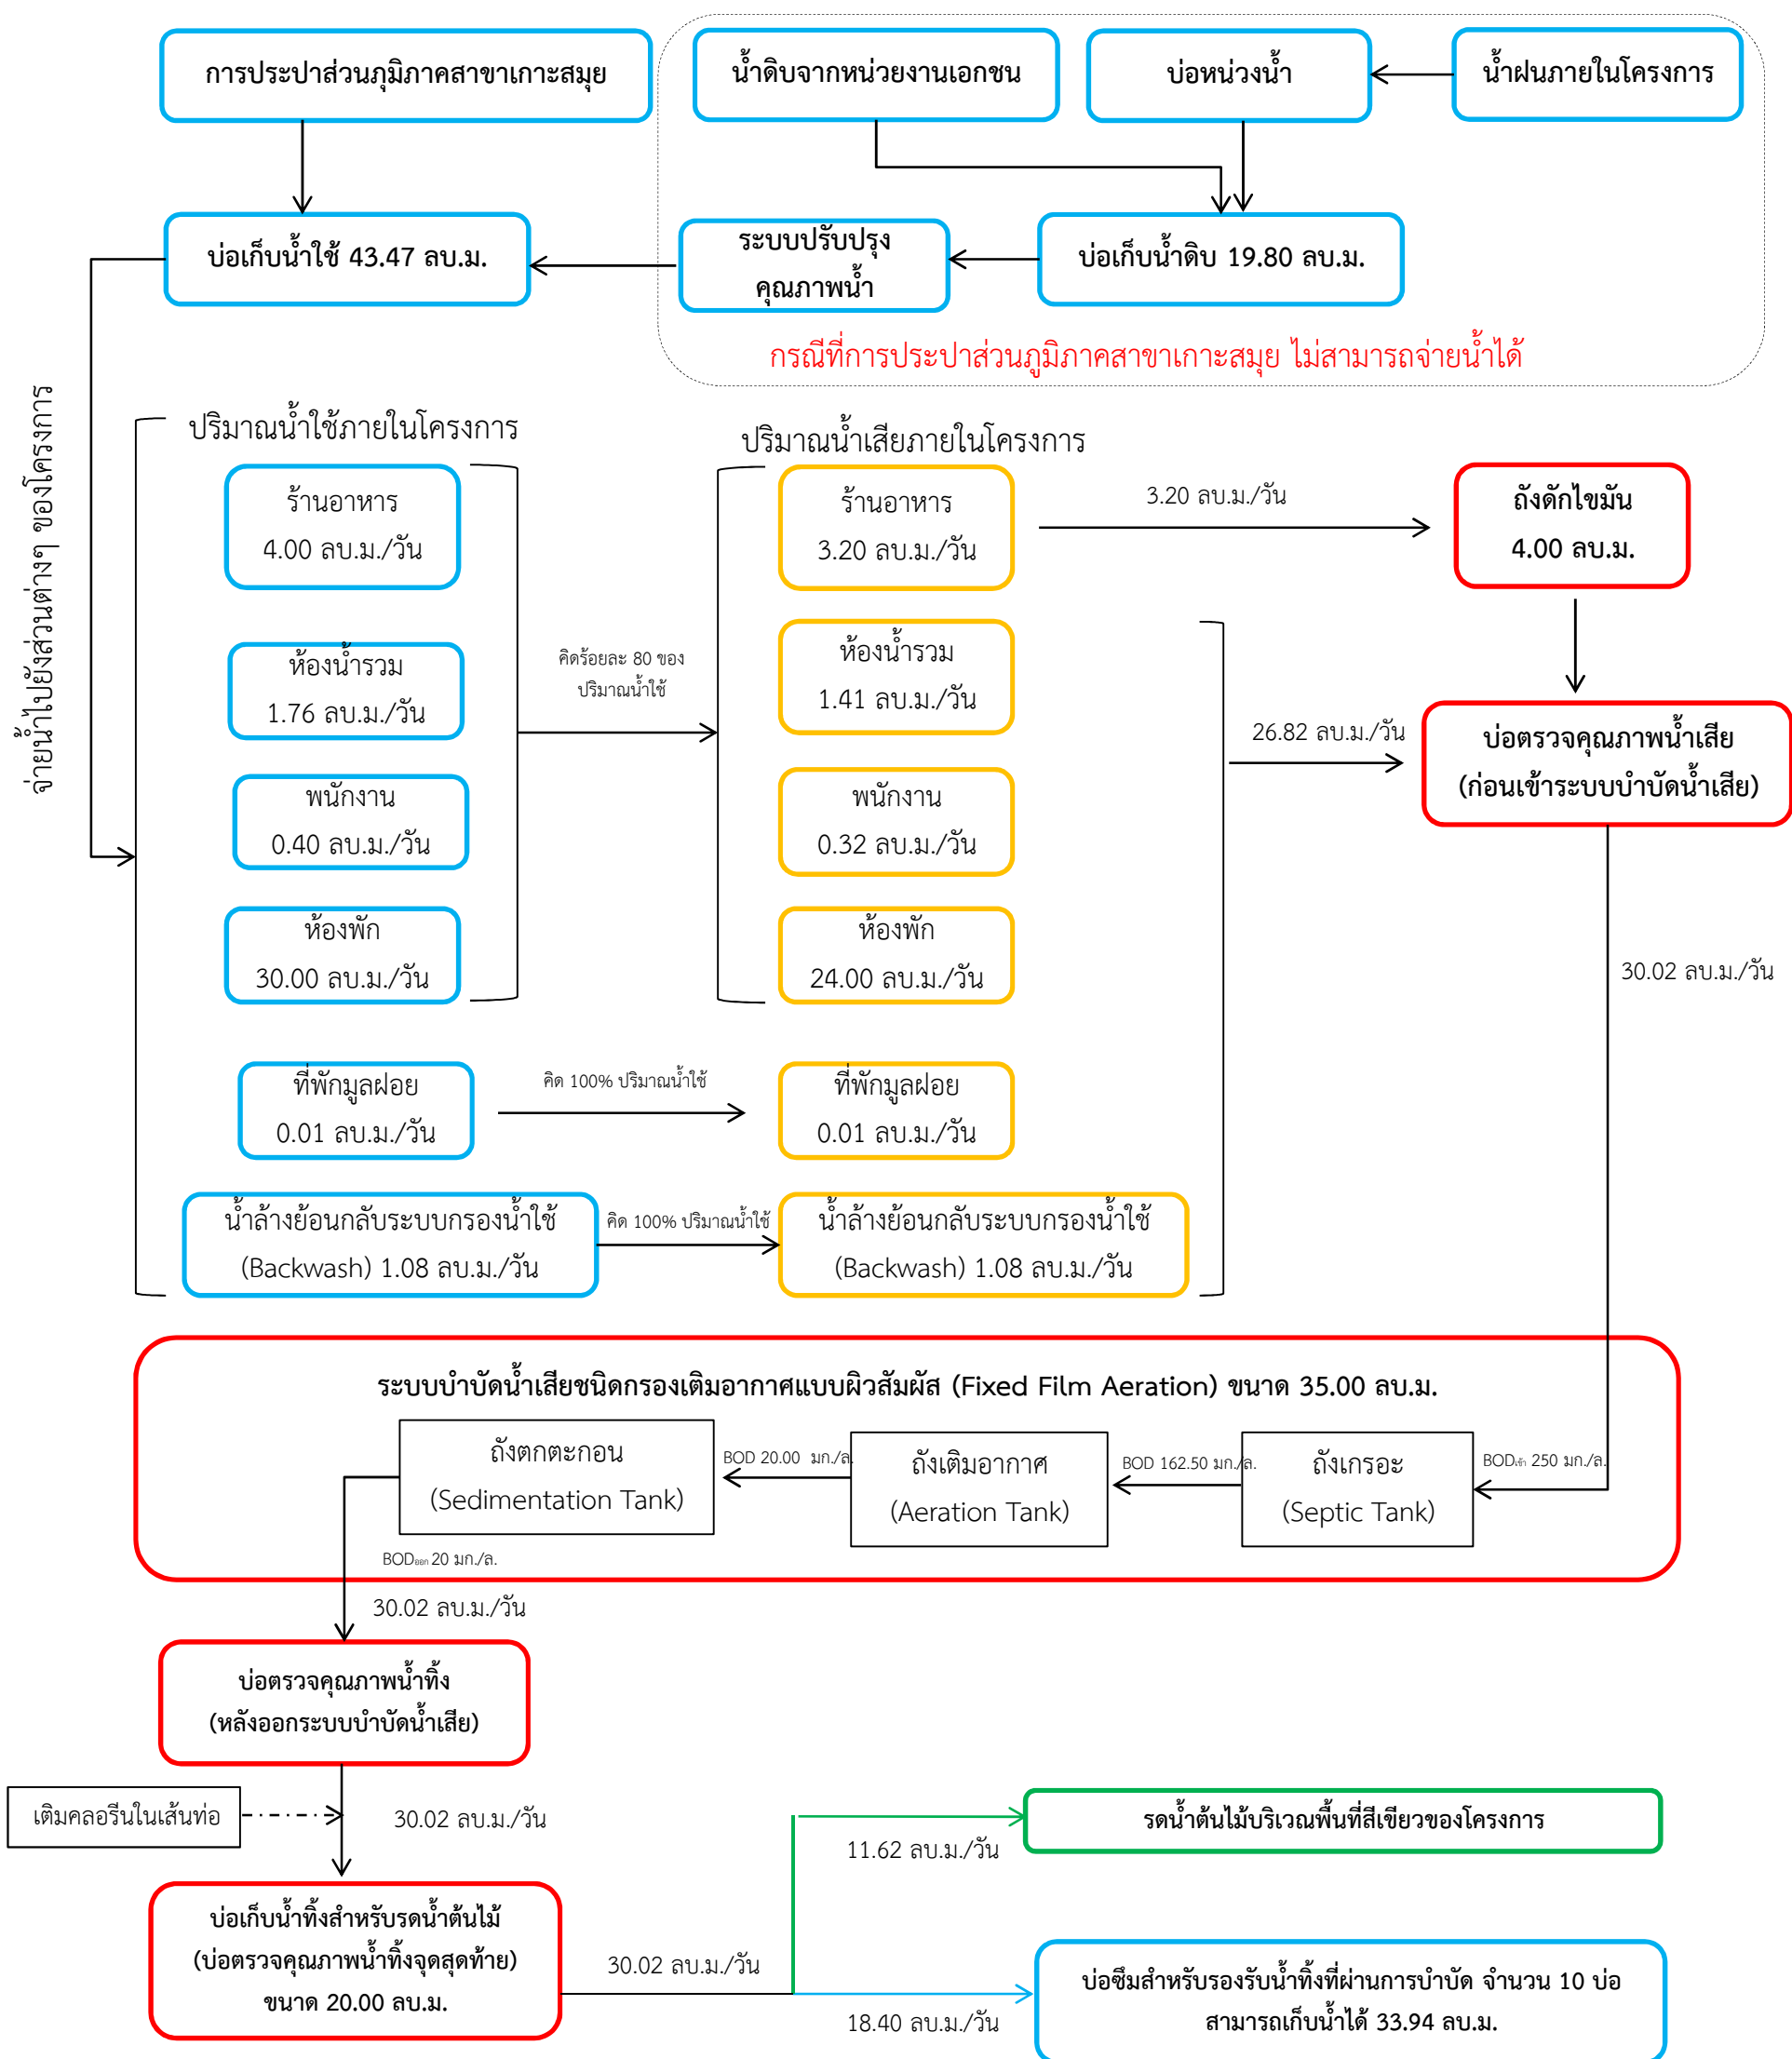 การประปาส่วนภูมิภาคสาขาเกาะสมุย
น้ำดิบจากหน่วยงานเอกชน
บ่อหน่วงน้ำ
น้ำฝนภายในโครงการ
บ่อเก็บน้ำใช้ 43.47 ลบ.ม.
ระบบปรับปรุง
คุณภาพน้ำ
บ่อเก็บน้ำดิบ 19.80 ลบ.ม.
กรณีที่การประปาส่วนภูมิภาคสาขาเกาะสมุย ไม่สามารถจ่ายน้ำได้
จ่ายน้ำไปยังส่วนต่างๆ ของโครงการ
ปริมาณน้ำใช้ภายในโครงการ
ปริมาณน้ำเสียภายในโครงการ
ร้านอาหาร
4.00 ลบ.ม./วัน
ร้านอาหาร
3.20 ลบ.ม./วัน
3.20 ลบ.ม./วัน
ถังดักไขมัน
4.00 ลบ.ม.
ห้องน้ำรวม
1.76 ลบ.ม./วัน
คิดร้อยละ 80 ของ
ปริมาณน้ำใช้
ห้องน้ำรวม
1.41 ลบ.ม./วัน
26.82 ลบ.ม./วัน
บ่อตรวจคุณภาพน้ำเสีย
(ก่อนเข้าระบบบำบัดน้ำเสีย)
พนักงาน
0.40 ลบ.ม./วัน
พนักงาน
0.32 ลบ.ม./วัน
ห้องพัก
30.00 ลบ.ม./วัน
ห้องพัก
24.00 ลบ.ม./วัน
30.02 ลบ.ม./วัน
ที่พักมูลฝอย
0.01 ลบ.ม./วัน
คิด 100% ปริมาณน้ำใช้
ที่พักมูลฝอย
0.01 ลบ.ม./วัน
น้ำล้างย้อนกลับระบบกรองน้ำใช้
(Backwash) 1.08 ลบ.ม./วัน
คิด 100% ปริมาณน้ำใช้
น้ำล้างย้อนกลับระบบกรองน้ำใช้
(Backwash) 1.08 ลบ.ม./วัน
ระบบบำบัดน้ำเสียชนิดกรองเติมอากาศแบบผิวสัมผัส (Fixed Film Aeration) ขนาด 35.00 ลบ.ม.
ถังตกตะกอน
(Sedimentation Tank)
BOD 20.00 มก./ล.
ถังเติมอากาศ
(Aeration Tank)
BOD 162.50 มก./ล.
ถังเกรอะ
(Septic Tank)
BODเข้า 250 มก./ล.
BODออก 20 มก./ล.
30.02 ลบ.ม./วัน
บ่อตรวจคุณภาพน้ำทิ้ง
(หลังออกระบบบำบัดน้ำเสีย)
เติมคลอรีนในเส้นท่อ
30.02 ลบ.ม./วัน
รดน้ำต้นไม้บริเวณพื้นที่สีเขียวของโครงการ
11.62 ลบ.ม./วัน
บ่อเก็บน้ำทิ้งสำหรับรดน้ำต้นไม้
(บ่อตรวจคุณภาพน้ำทิ้งจุดสุดท้าย)
ขนาด 20.00 ลบ.ม.
30.02 ลบ.ม./วัน
18.40 ลบ.ม./วัน
บ่อซึมสำหรับรองรับน้ำทิ้งที่ผ่านการบำบัด จำนวน 10 บ่อ
สามารถเก็บน้ำได้ 33.94 ลบ.ม.